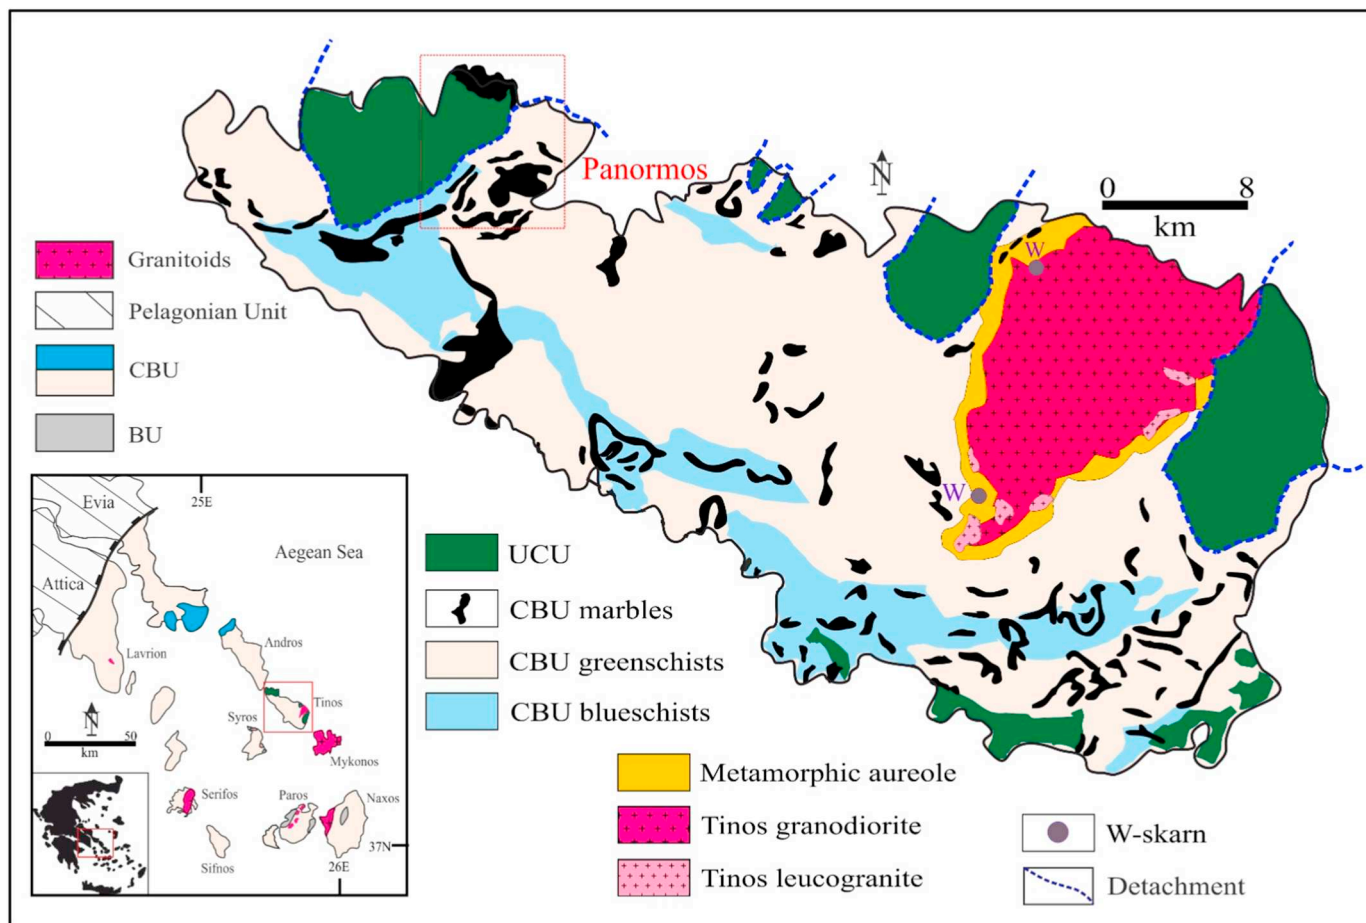 Panormos
N
0 8
km
W
W
Granitoids
Pelagonian Unit
CBU
BU
25E
Evia
Aegean Sea
Attica
Lavrion
Andros
Tinos
Syros
N
0 50
km
Mykonos
Serifos
Paros
Naxos
Sifnos
37N
26E
UCU
CBU marbles
CBU greenschists
CBU blueschists
Metamorphic aureole
Tinos granodiorite
Tinos leucogranite
W-skarn
Detachment